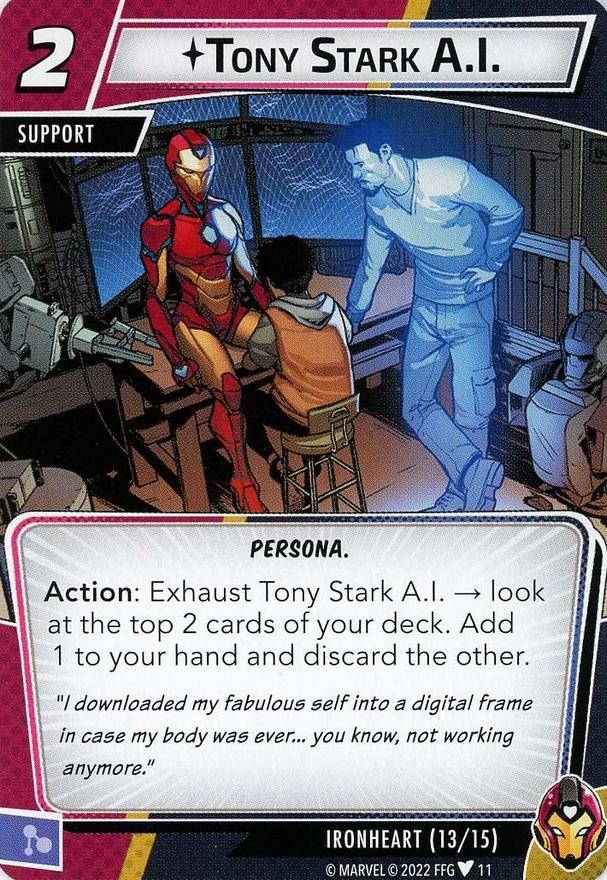 2
✦TONY STARK A.I.
SUPPORT
PERSONA.
Action: Exhaust Tony Stark A.I. → look
at the top 2 cards of your deck. Add
1 to your hand and discard the other.
"I downloaded my fabulous self into a digital frame
in case my body was ever... you know, not working
anymore."
IRONHEART (13/15)
© MARVEL © 2022 FFG ♥ 11